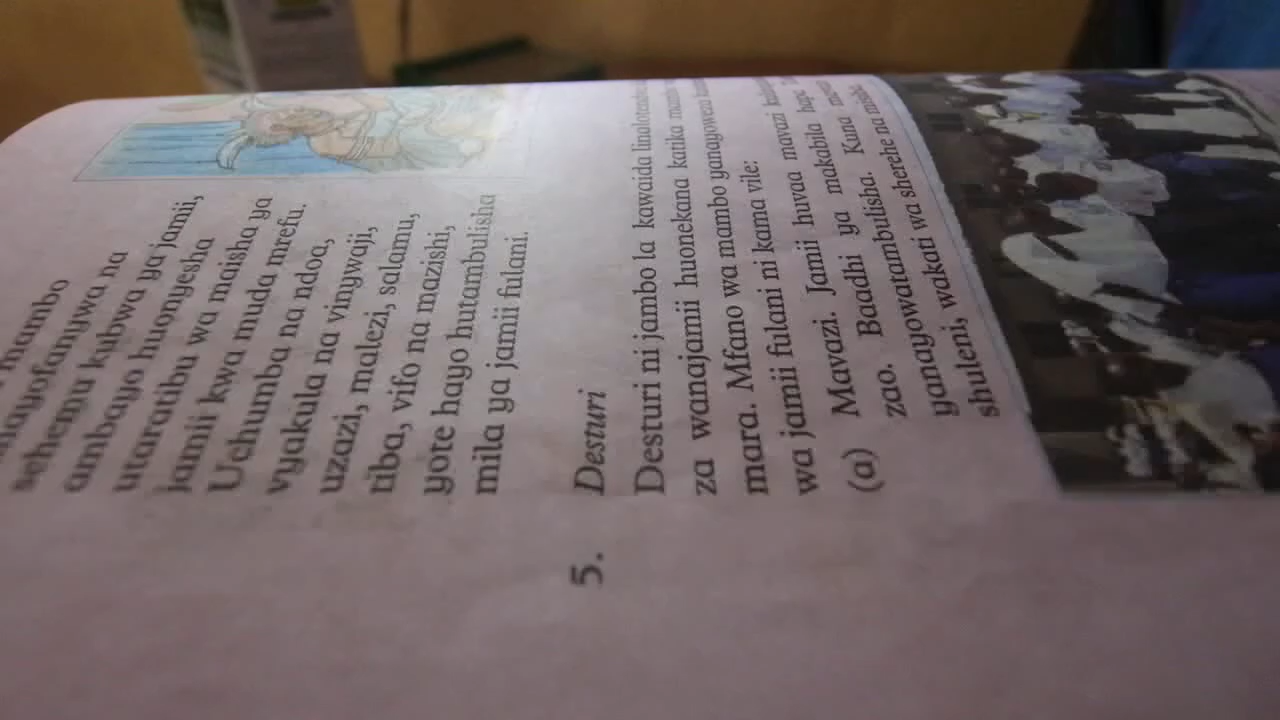 mambo
yanayofanywa na
sehemu kubwa ya jamii,
ambayo huonyesha
utaratibu wa maisha ya
jamii kwa muda mrefu.
Uchumba na ndoa,
vyakula na vinywaji,
uzazi, malezi, salamu,
tiba, vifo na mazishi,
yote hayo hutambulisha
mila ya jamii fulani.
5. Desturi
Desturi ni jambo la kawaida
za wanajamii huonekana katika
mara. Mfano wa mambo yanayoweza
wa jamii fulani ni kama vile:
(a) Mavazi. Jamii huvaa mavazi
zao. Baadhi ya makabila hapa
yanayowatambulisha. Kuna
shuleni, wakati wa sherehe na